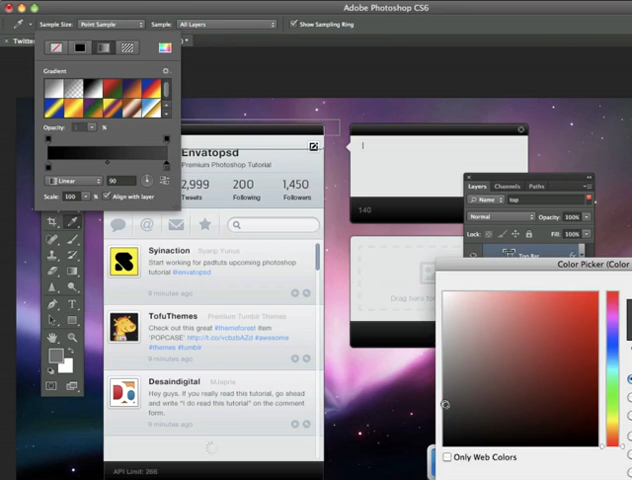 Adobe Photoshop CS6
Sample Size: Point Sample Sample: All Layers Show Sampling Ring
× Twitter
Gradient
Opacity: %
Linear 90
Scale: 100 % Align with layer
Envatopsd
Premium Photoshop Tutorial
2,999 200 1,450
Tweets Following Followers
140
Layers Channels Paths
Name top
Normal Opacity: 100%
Lock: Fill: 100%
Top Bar fx
Syinaction Syarip Yunus
Start working for psdtuts upcoming photoshop
tutorial @envatopsd
9 minute ago
TofuThemes Premium Tumblr Themes
Check out this great #themeforest item
'POPCASE' http://t.co/vcbzbAZd #awesome
#themes #tumblr
9 minute ago
Desaindigital MJapra
Hey guys. If you really read this tutorial, go ahead
and write "I do read this tutorial" on the comment
form.
9 minute ago
API Limit: 266
Drag here for
Color Picker (Color
Only Web Colors